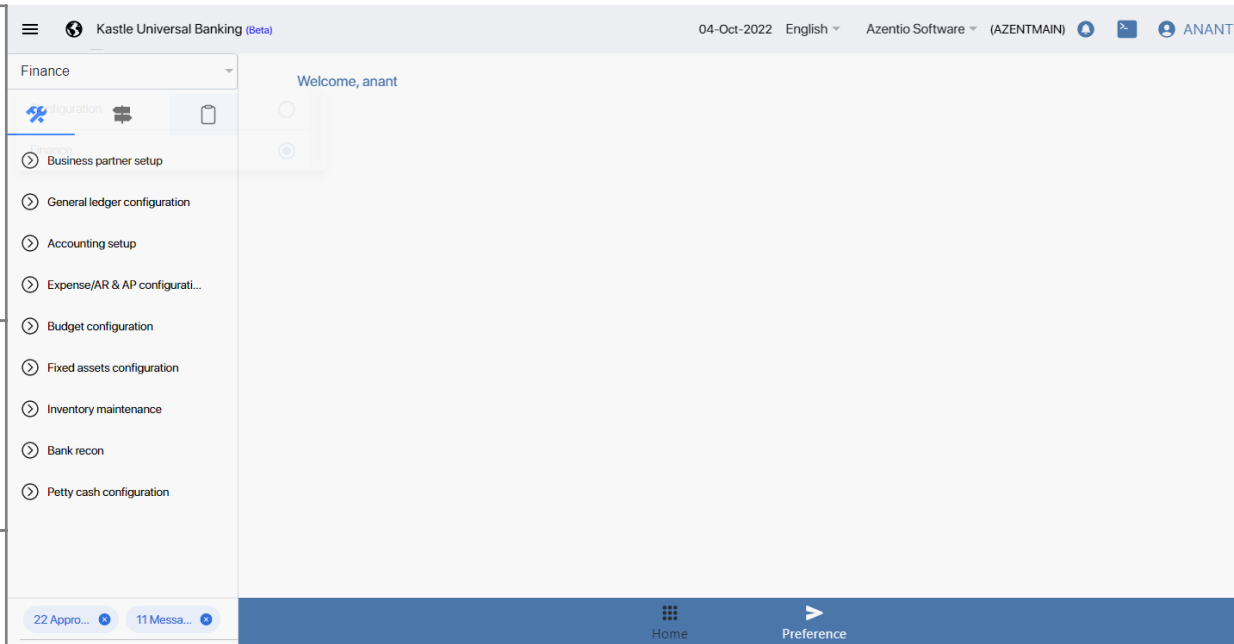 Kastle Universal Banking (Beta)
04-Oct-2022 English Azentio Software (AZENTMAIN) ANANT
Finance
Welcome, anant
Configuration
Finance
Business partner setup
General ledger configuration
Accounting setup
Expense/AR & AP configurati...
Budget configuration
Fixed assets configuration
Inventory maintenance
Bank recon
Petty cash configuration
22 Appro... 11 Messa...
Home Preference